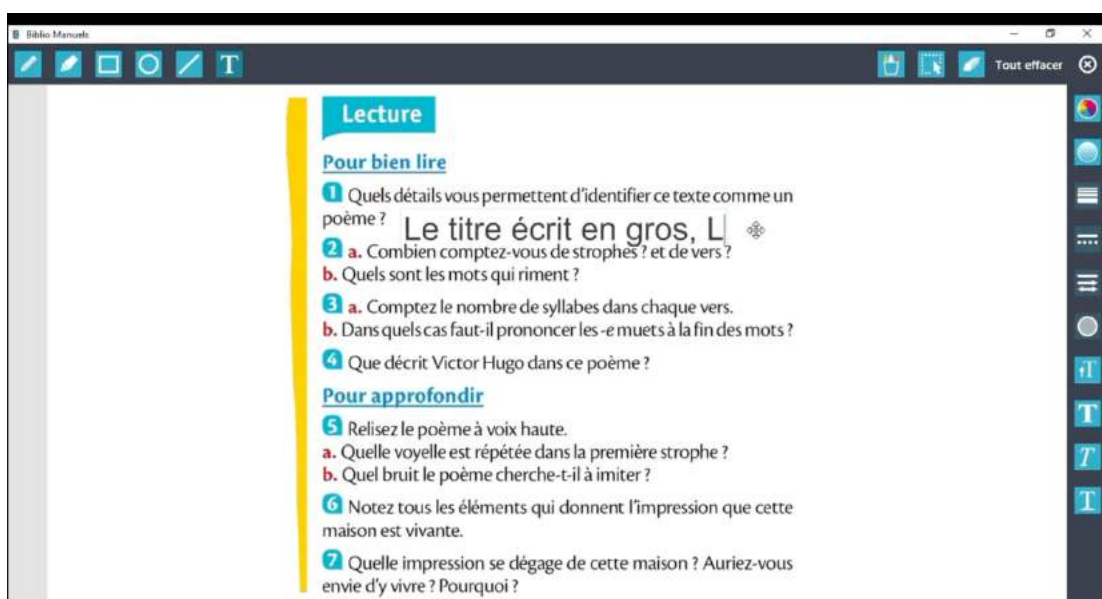 Biblio Manuels
T
Tout effacer
Lecture
Pour bien lire
1 Quels détails vous permettent d'identifier ce texte comme un
poème ?
Le titre écrit en gros, L
2 a. Combien comptez-vous de strophes ? et de vers ?
b. Quels sont les mots qui riment ?
3 a. Comptez le nombre de syllabes dans chaque vers.
b. Dans quels cas faut-il prononcer les -e muets à la fin des mots ?
4 Que décrit Victor Hugo dans ce poème ?
Pour approfondir
5 Relisez le poème à voix haute.
a. Quelle voyelle est répétée dans la première strophe ?
b. Quel bruit le poème cherche-t-il à imiter ?
6 Notez tous les éléments qui donnent l'impression que cette
maison est vivante.
7 Quelle impression se dégage de cette maison ? Auriez-vous
envie d'y vivre ? Pourquoi ?
T
T
T
T